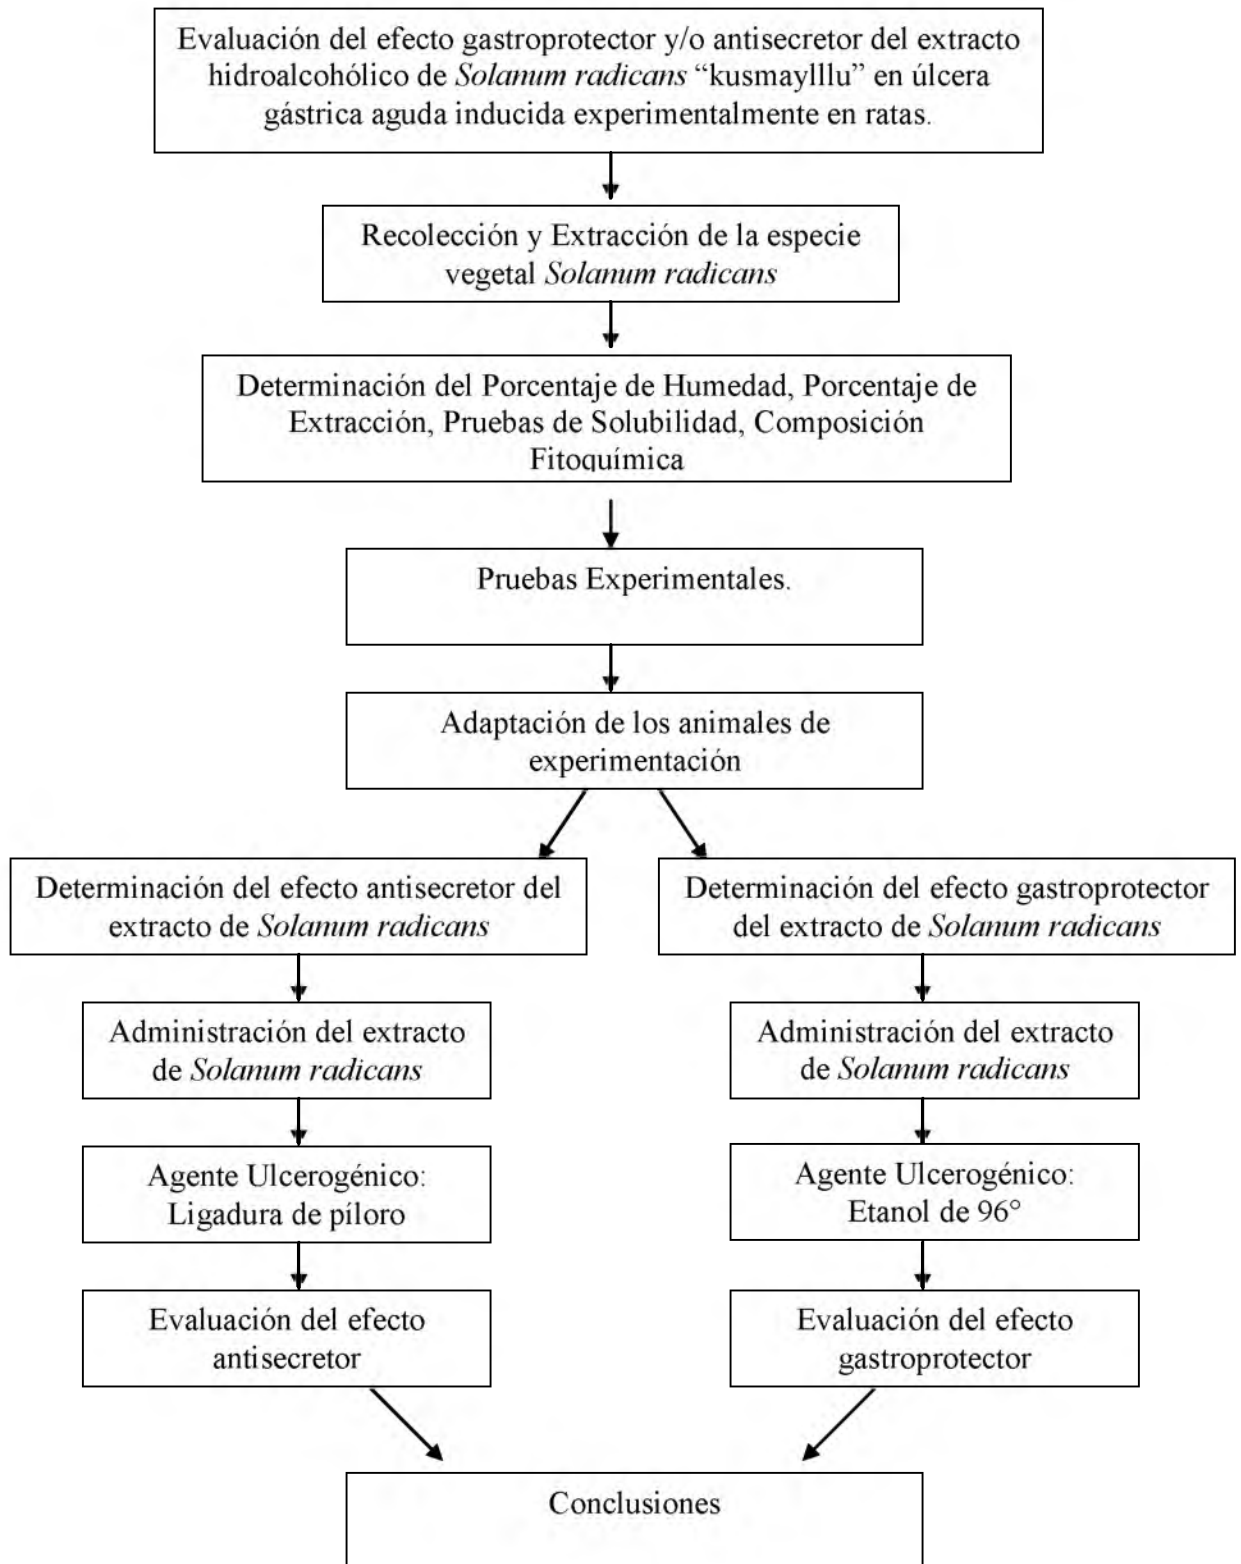 Evaluación del efecto gastroprotector y/o antisecretor del extracto
hidroalcohólico de Solanum radicans “kusmaylllu” en úlcera
gástrica aguda inducida experimentalmente en ratas.
Recolección y Extracción de la especie
vegetal Solanum radicans
Determinación del Porcentaje de Humedad, Porcentaje de
Extracción, Pruebas de Solubilidad, Composición
Fitoquímica
Pruebas Experimentales.
Adaptación de los animales de
experimentación
Determinación del efecto antisecretor del
extracto de Solanum radicans
Administración del extracto
de Solanum radicans
Agente Ulcerogénico:
Ligadura de píloro
Evaluación del efecto
antisecretor
Determinación del efecto gastroprotector
del extracto de Solanum radicans
Administración del extracto
de Solanum radicans
Agente Ulcerogénico:
Etanol de 96°
Evaluación del efecto
gastroprotector
Conclusiones